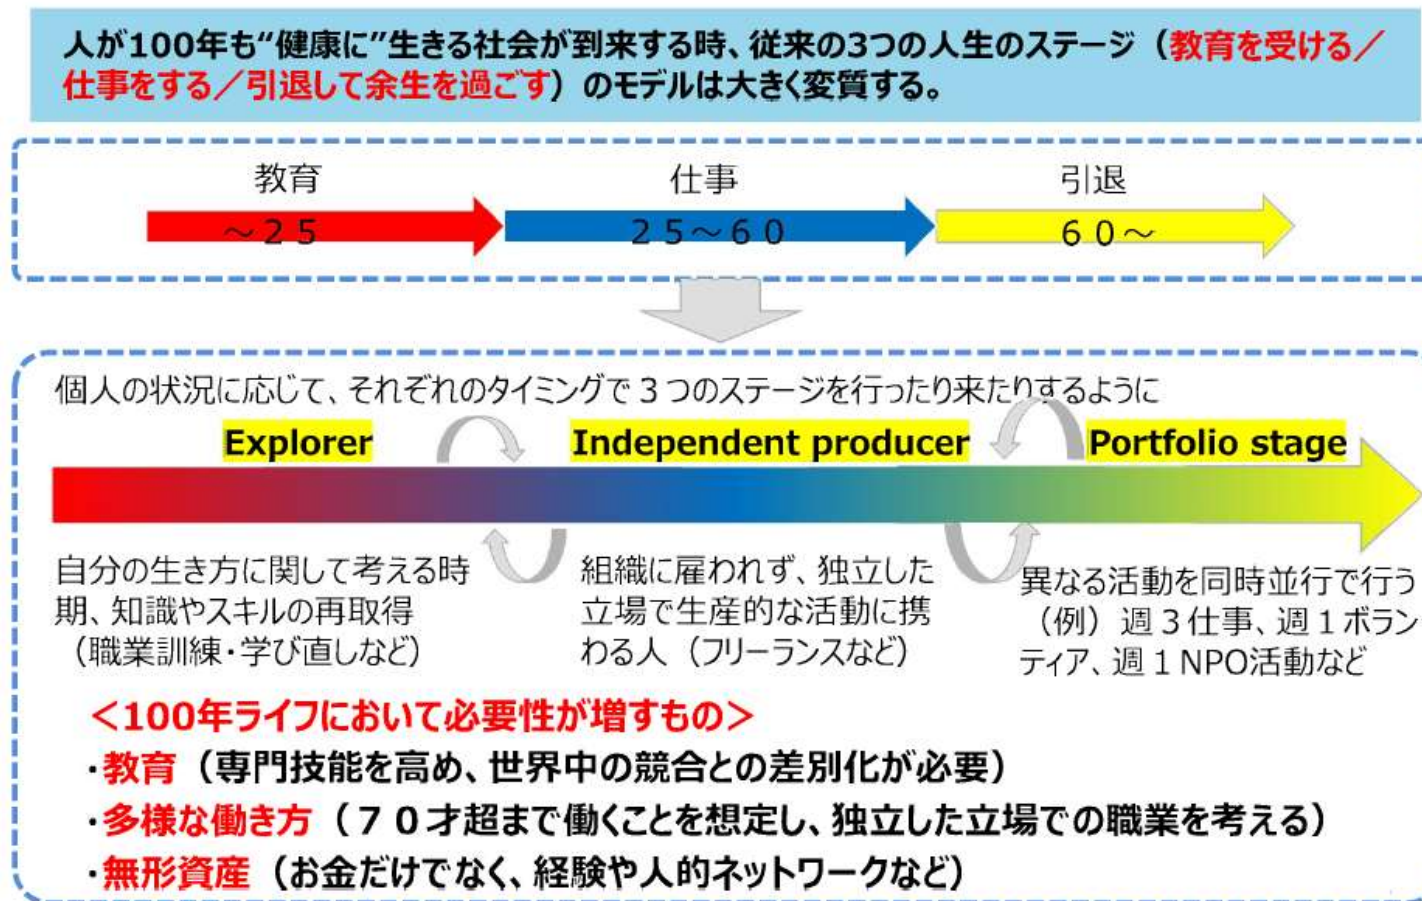 人が100年も“健康に”生きる社会が到来する時、従来の3つの人生のステージ（教育を受ける／
仕事をする／引退して余生を過ごす）のモデルは大きく変質する。
教育
仕事
引退
～２５
２５～６０
６０～
個人の状況に応じて、それぞれのタイミングで３つのステージを行ったり来たりするように
Explorer
Independent producer
Portfolio stage
自分の生き方に関して考える時
期、知識やスキルの再取得
（職業訓練・学び直しなど）
組織に雇われず、独立した
立場で生産的な活動に携
わる人（フリーランスなど）
異なる活動を同時並行で行う
（例）週３仕事、週１ボラン
ティア、週１NPO活動など
＜100年ライフにおいて必要性が増すもの＞
・教育（専門技能を高め、世界中の競合との差別化が必要）
・多様な働き方（７０才超まで働くことを想定し、独立した立場での職業を考える）
・無形資産（お金だけでなく、経験や人的ネットワークなど）